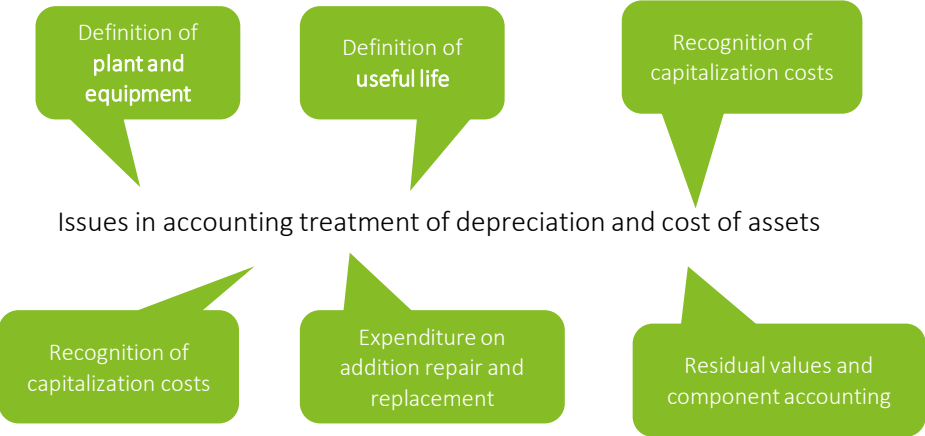 Definition of
plant and
equipment
Definition of
useful life
Recognition of
capitalization costs
Issues in accounting treatment of depreciation and cost of assets
Recognition of
capitalization costs
Expenditure on
addition repair and
replacement
Residual values and
component accounting